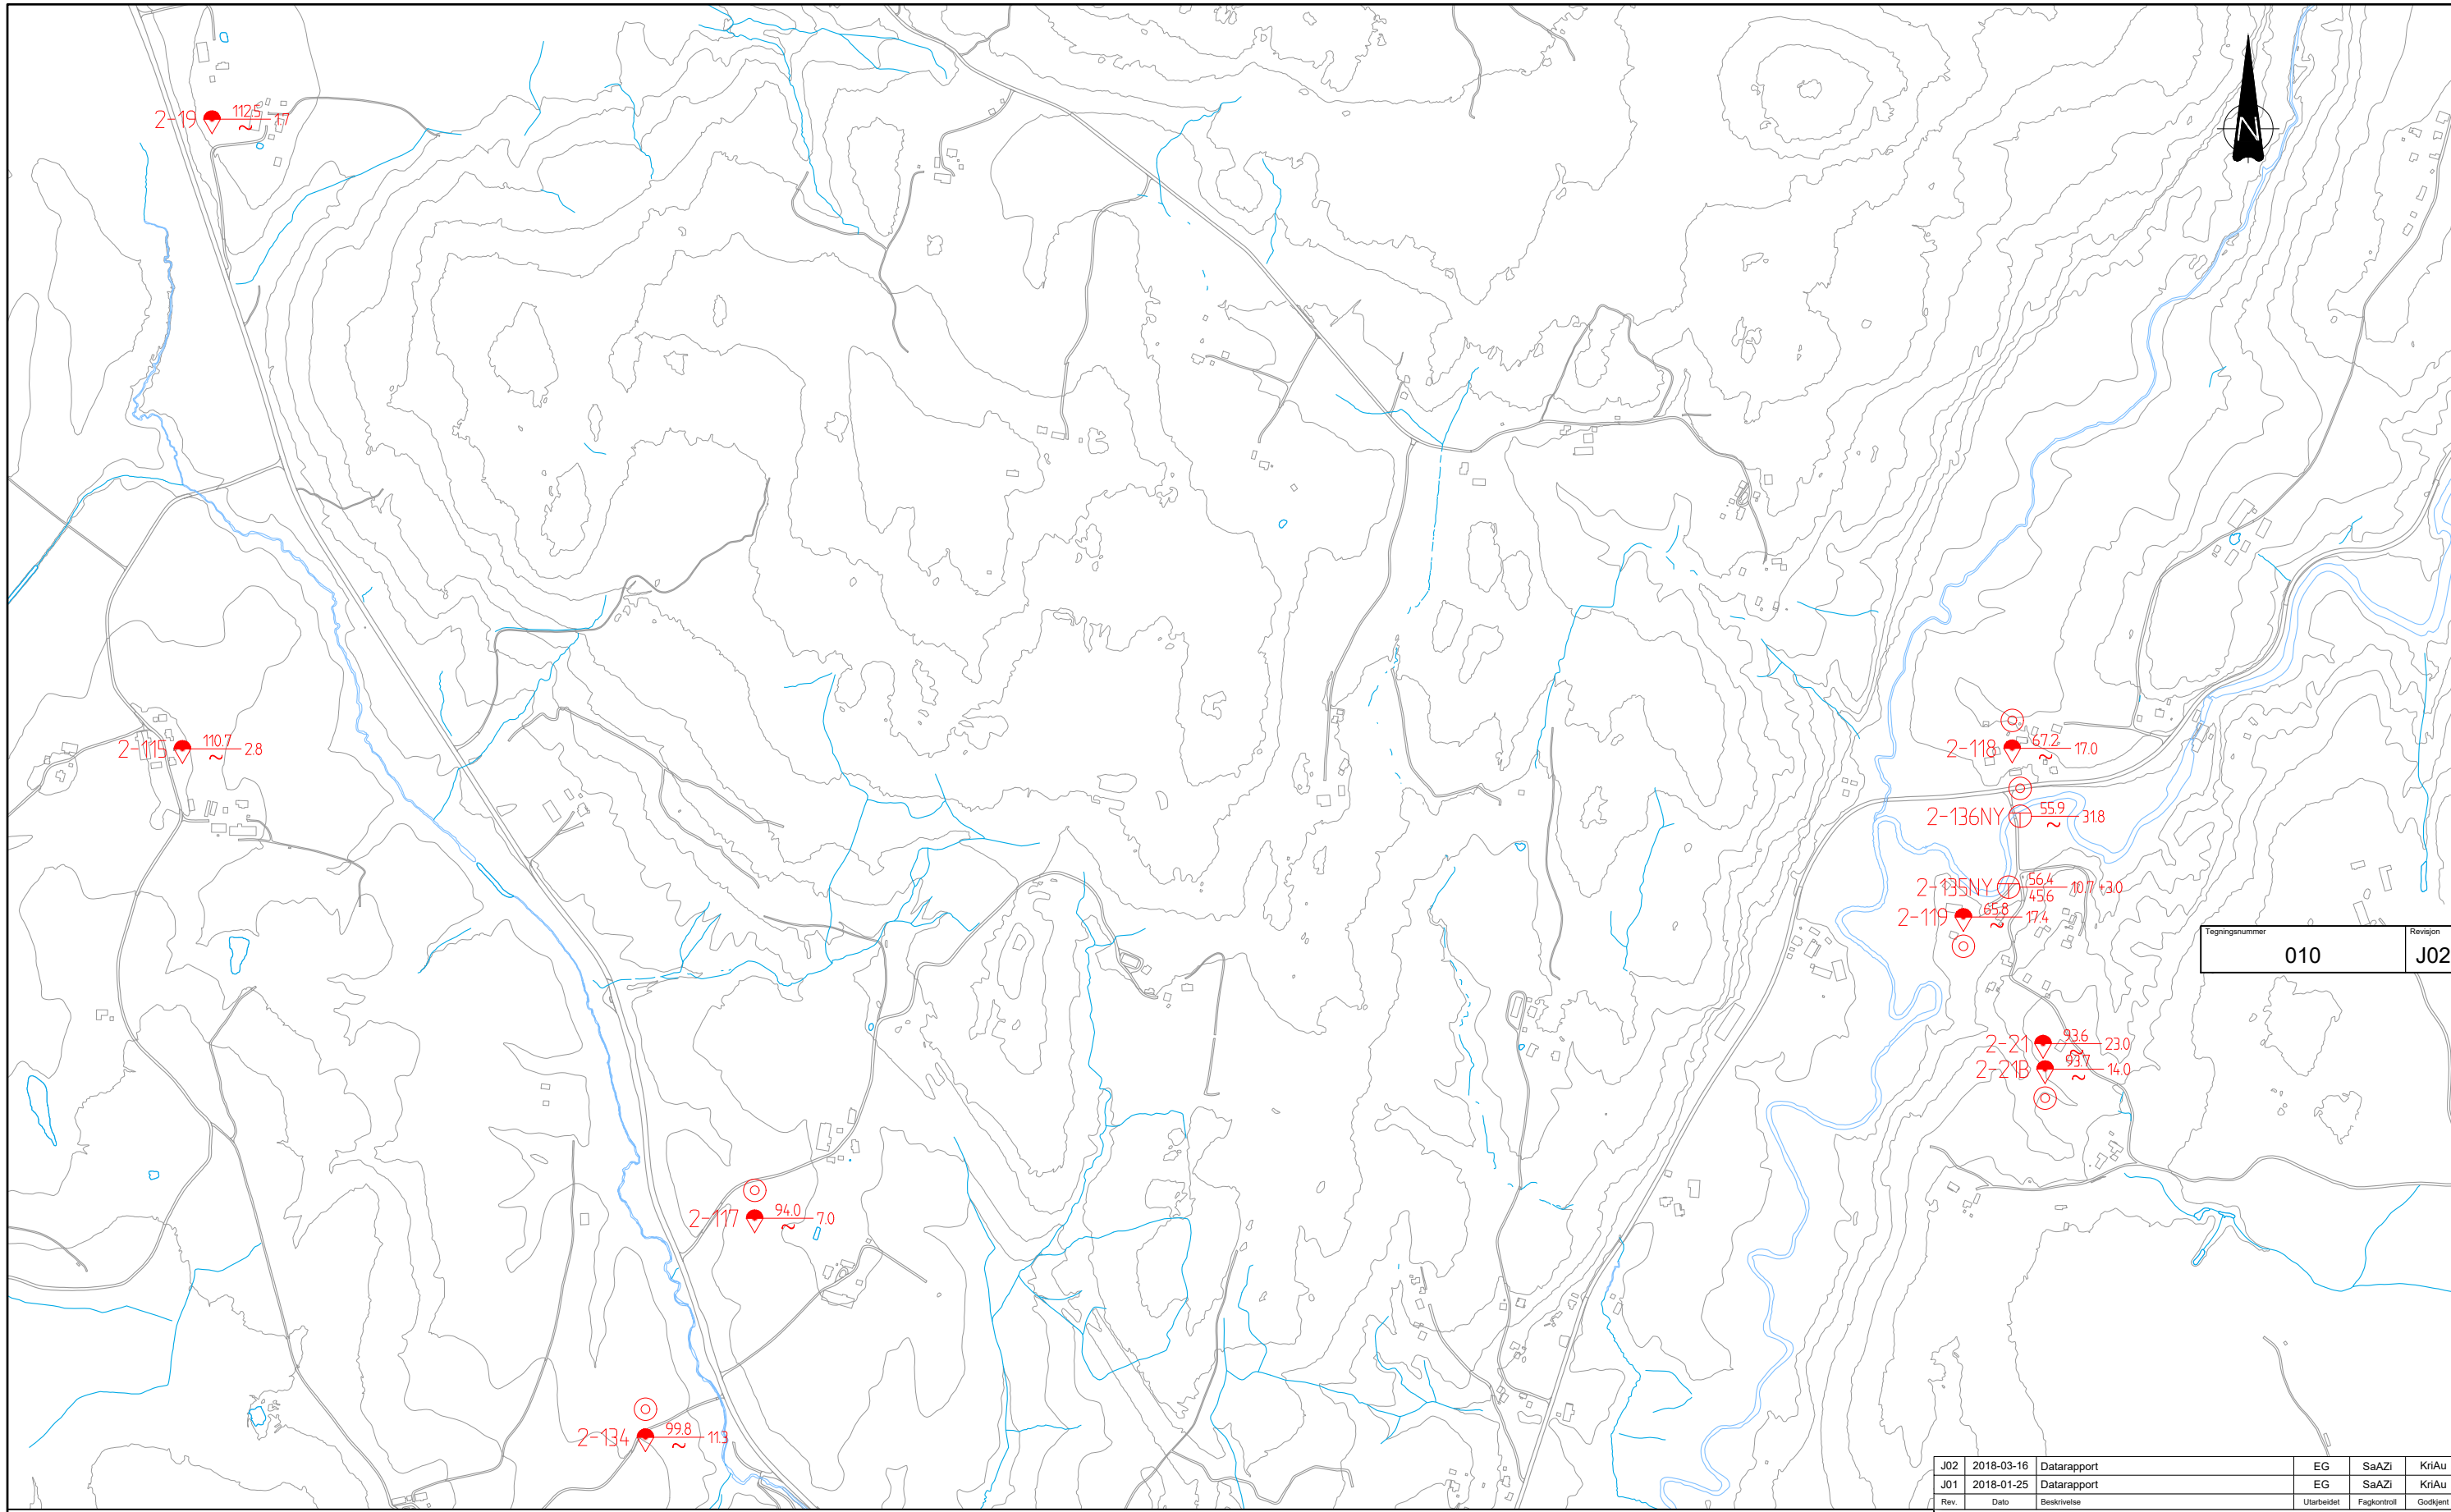 N
2-19 112.5 1.7
~
2-115 110.7 2.8
~
2-118 67.2 17.0
~
2-136NY 55.9 31.8
~
2-135NY 56.4 10.7 +3.0
45.6
2-119 65.8 17.4
~
Tegningsnummer Revisjon
010 J02
2-21 93.6 23.0
~
2-21B 93.7 14.0
~
2-117 94.0 7.0
~
2-134 99.8 11.3
~
J02 2018-03-16 Datarapport EG SaAZi KriAu
J01 2018-01-25 Datarapport EG SaAZi KriAu
Rev. Dato Beskrivelse Utarbeidet Fagkontroll Godkjent